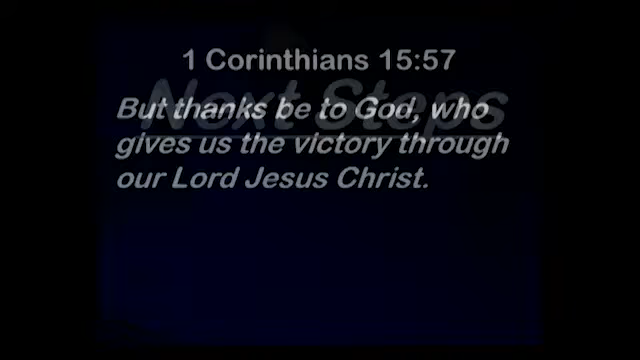 1 Corinthians 15:57
Next Steps
But thanks be to God, who
gives us the victory through
our Lord Jesus Christ.